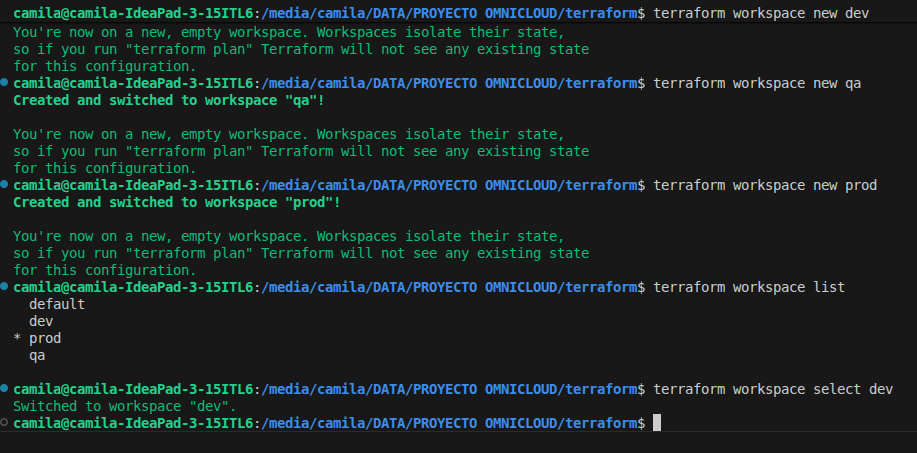 camila@camila-IdeaPad-3-15ITL6:/media/camila/DATA/PROYECTO OMNICLOUD/terraform$ terraform workspace new dev
You're now on a new, empty workspace. Workspaces isolate their state,
so if you run "terraform plan" Terraform will not see any existing state
for this configuration.
camila@camila-IdeaPad-3-15ITL6:/media/camila/DATA/PROYECTO OMNICLOUD/terraform$ terraform workspace new qa
Created and switched to workspace "qa"!
You're now on a new, empty workspace. Workspaces isolate their state,
so if you run "terraform plan" Terraform will not see any existing state
for this configuration.
camila@camila-IdeaPad-3-15ITL6:/media/camila/DATA/PROYECTO OMNICLOUD/terraform$ terraform workspace new prod
Created and switched to workspace "prod"!
You're now on a new, empty workspace. Workspaces isolate their state,
so if you run "terraform plan" Terraform will not see any existing state
for this configuration.
camila@camila-IdeaPad-3-15ITL6:/media/camila/DATA/PROYECTO OMNICLOUD/terraform$ terraform workspace list
  default
  dev
* prod
  qa
camila@camila-IdeaPad-3-15ITL6:/media/camila/DATA/PROYECTO OMNICLOUD/terraform$ terraform workspace select dev
Switched to workspace "dev".
camila@camila-IdeaPad-3-15ITL6:/media/camila/DATA/PROYECTO OMNICLOUD/terraform$